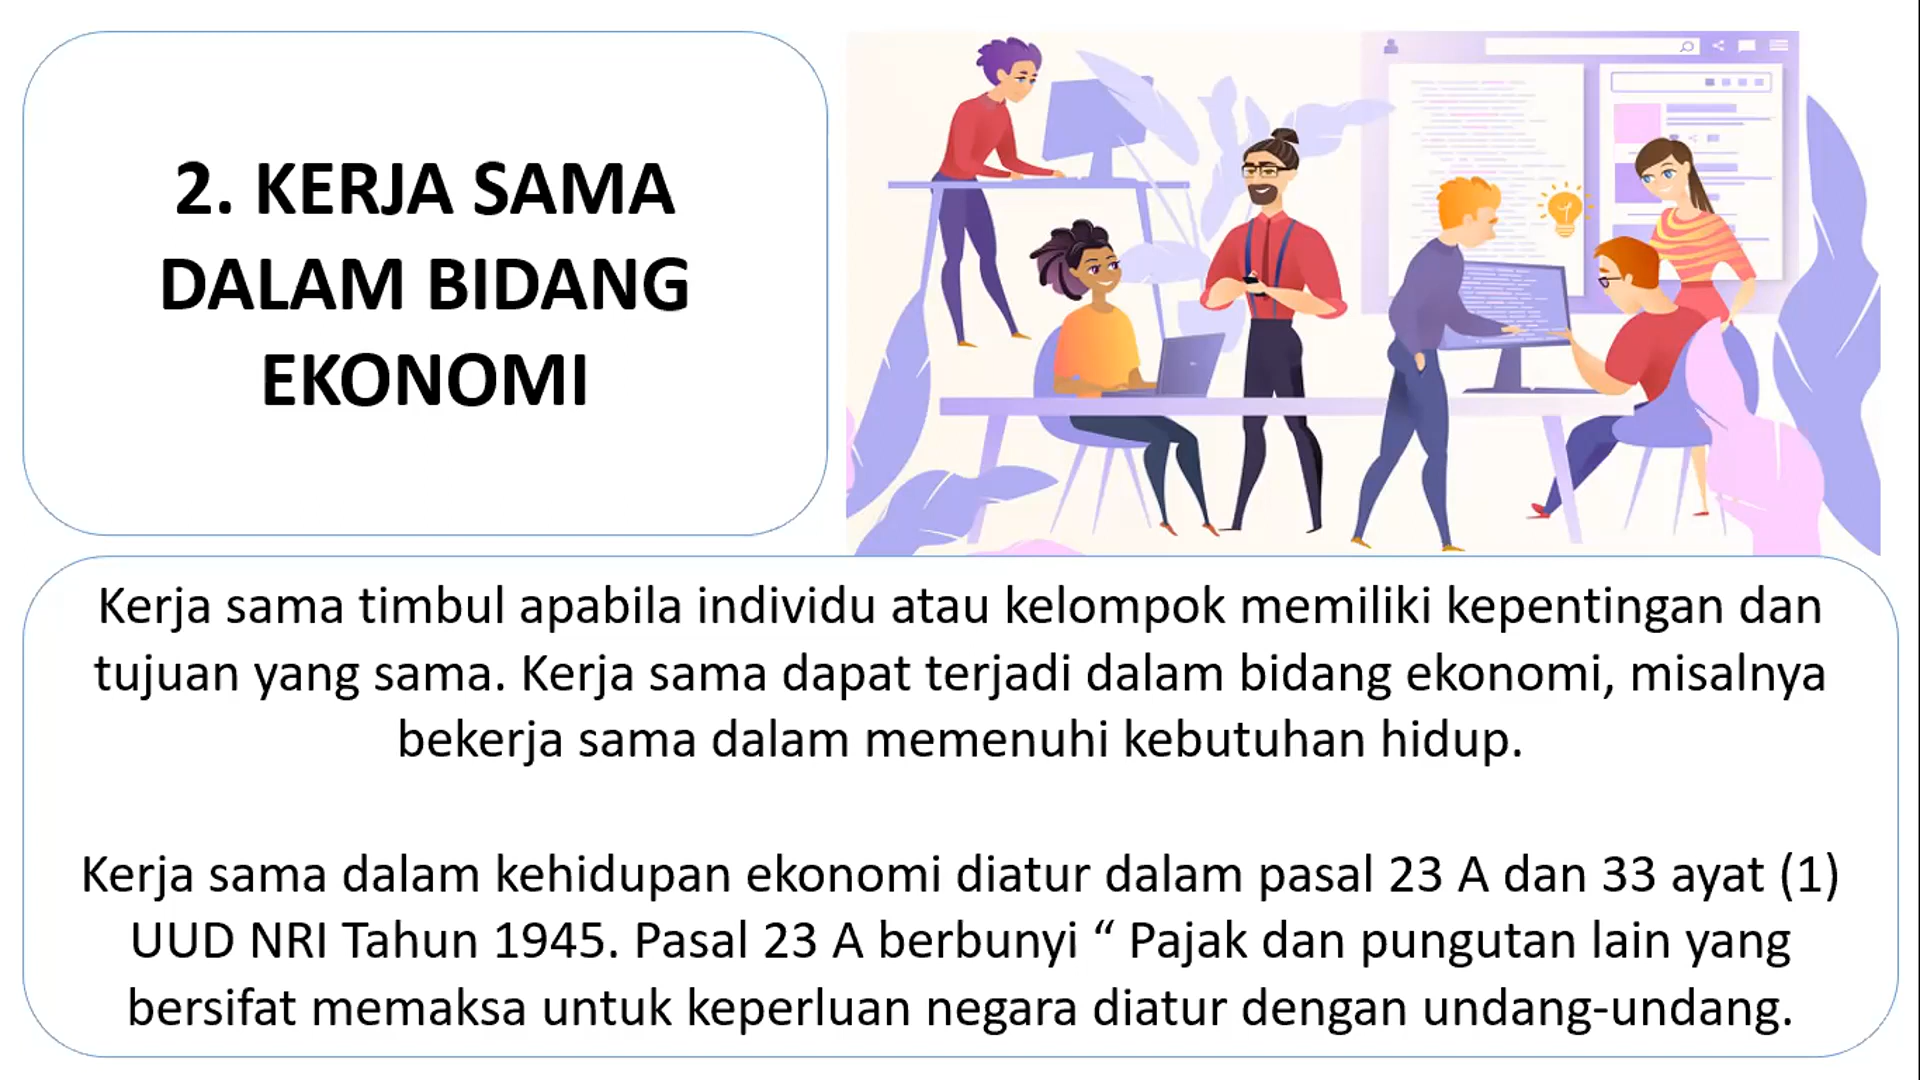 2. KERJA SAMA
DALAM BIDANG
EKONOMI
Kerja sama timbul apabila individu atau kelompok memiliki kepentingan dan
tujuan yang sama. Kerja sama dapat terjadi dalam bidang ekonomi, misalnya
bekerja sama dalam memenuhi kebutuhan hidup.
Kerja sama dalam kehidupan ekonomi diatur dalam pasal 23 A dan 33 ayat (1)
UUD NRI Tahun 1945. Pasal 23 A berbunyi “ Pajak dan pungutan lain yang
bersifat memaksa untuk keperluan negara diatur dengan undang-undang.